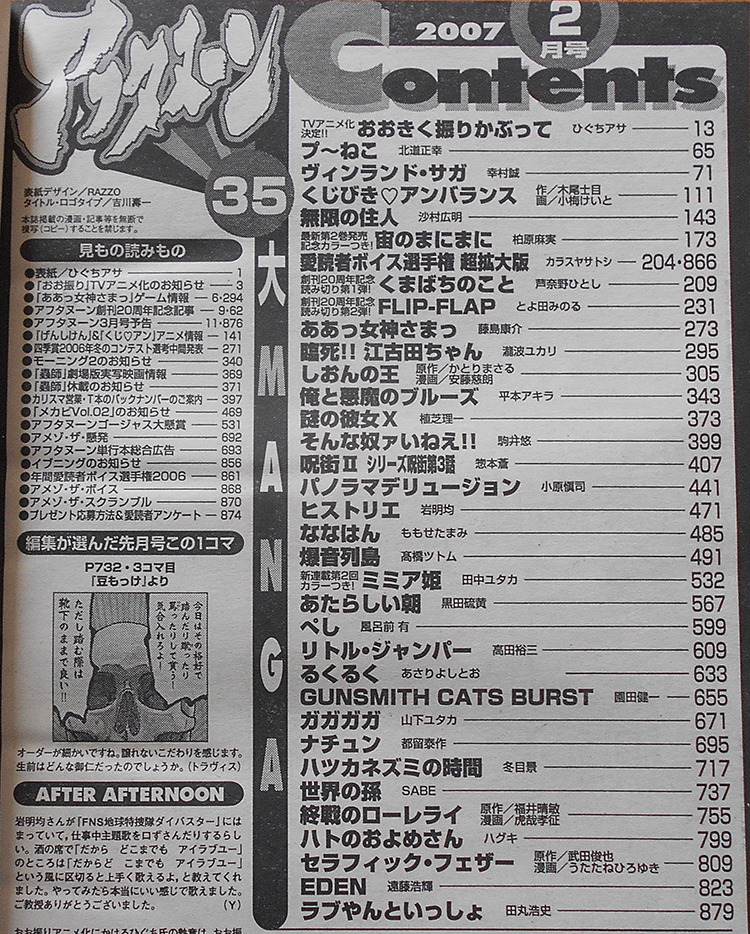 アフタヌーン
Contents
2007
2
月号
表紙デザイン／RAZZO
タイトル・ロゴタイプ／吉川壽一
本誌掲載の漫画・記事等を無断で
複写(コピー)することを禁じます。
35
大
M
A
N
G
A
見もの読みもの
●表紙／ひぐちアサ 1
●「おお振り」TVアニメ化のお知らせ 3
●「ああっ女神さまっ」ゲーム情報 6・294
●アフタヌーン創刊20周年記念記事 9・62
●アフタヌーン3月号予告 11・876
●「げんしけん」&「くじ♡アン」アニメ情報 141
●四季賞2006年冬のコンテスト選考中間発表 271
●モーニング2のお知らせ 340
●「蟲師」劇場版実写映画情報 369
●「蟲師」休載のお知らせ 371
●カリスマ営業・T本のバックナンバーのご案内 397
●「メカビVol.02」のお知らせ 469
●アフタヌーンゴージャス大懸賞 531
●アメゾ・ザ・懸発 692
●アフタヌーン単行本総合広告 693
●イブニングのお知らせ 856
●年間愛読者ボイス選手権2006 861
●アメゾ・ザ・ボイス 868
●アメゾ・ザ・スクランブル 870
●プレゼント応募方法&愛読者アンケート 874
編集が選んだ先月号この1コマ
P732・3コマ目
「豆もっけ」より
今日はその格好で
踏んだり蹴ったり
罵ったりして貰う!
気合入れろよ!
ただし踏む際は
靴下のままで良い!!
オーダーが細かいですね。譲れないこだわりを感じます。
生前はどんな御仁だったのでしょうか。(トラヴィス)
AFTER AFTERNOON
岩明均さんが「FNS地球特捜隊ダイバスター」には
まっていて、仕事中主題歌を口ずさんだりするらし
い。酒の席で「だから どこまでも アイラブユー」
のところは「だからど こまでも アイラブユー」
という風に区切ると上手く歌えるよ、と教えてくれ
ました。やってみたら本当にいい感じで歌えました。
ご教授ありがとうございました。 (Y)
TVアニメ化
決定!! おおきく振りかぶって ひぐちアサ 13
プ〜ねこ 北道正幸 65
ヴィンランド・サガ 幸村誠 71
くじびき♡アンバランス 作／木尾士目
画／小梅けいと 111
無限の住人 沙村広明 143
最新第2巻発売
記念カラーつき! 宙のまにまに 柏原麻実 173
愛読者ボイス選手権 超拡大版 カラスヤサトシ 204・866
創刊20周年記念
読み切り第1弾! くまばちのこと 芦奈野ひとし 209
創刊20周年記念
読み切り第2弾! FLIP-FLAP とよ田みのる 231
ああっ女神さまっ 藤島康介 273
臨死!! 江古田ちゃん 瀧波ユカリ 295
しおんの王 原作／かとりまさる
漫画／安藤慈朗 305
俺と悪魔のブルーズ 平本アキラ 343
謎の彼女X 植芝理一 373
そんな奴ァいねえ!! 駒井悠 399
呪街II シリーズ呪街第3話 惣本蒼 407
パノラマデリュージョン 小原愼司 441
ヒストリエ 岩明均 471
ななはん ももせたまみ 485
爆音列島 髙橋ツトム 491
新連載第2回
カラーつき! ミミア姫 田中ユタカ 532
あたらしい朝 黒田硫黄 567
ぺし 風呂前有 599
リトル・ジャンパー 高田裕三 609
るくるく あさりよしとお 633
GUNSMITH CATS BURST 園田健一 655
ガガガガ 山下ユタカ 671
ナチュン 都留泰作 695
ハツカネズミの時間 冬目景 717
世界の孫 SABE 737
終戦のローレライ 原作／福井晴敏
漫画／虎哉孝征 755
ハトのおよめさん ハグキ 799
セラフィック・フェザー 原作／武田俊也
漫画／うたたねひろゆき 809
EDEN 遠藤浩輝 823
ラブやんといっしょ 田丸浩史 879